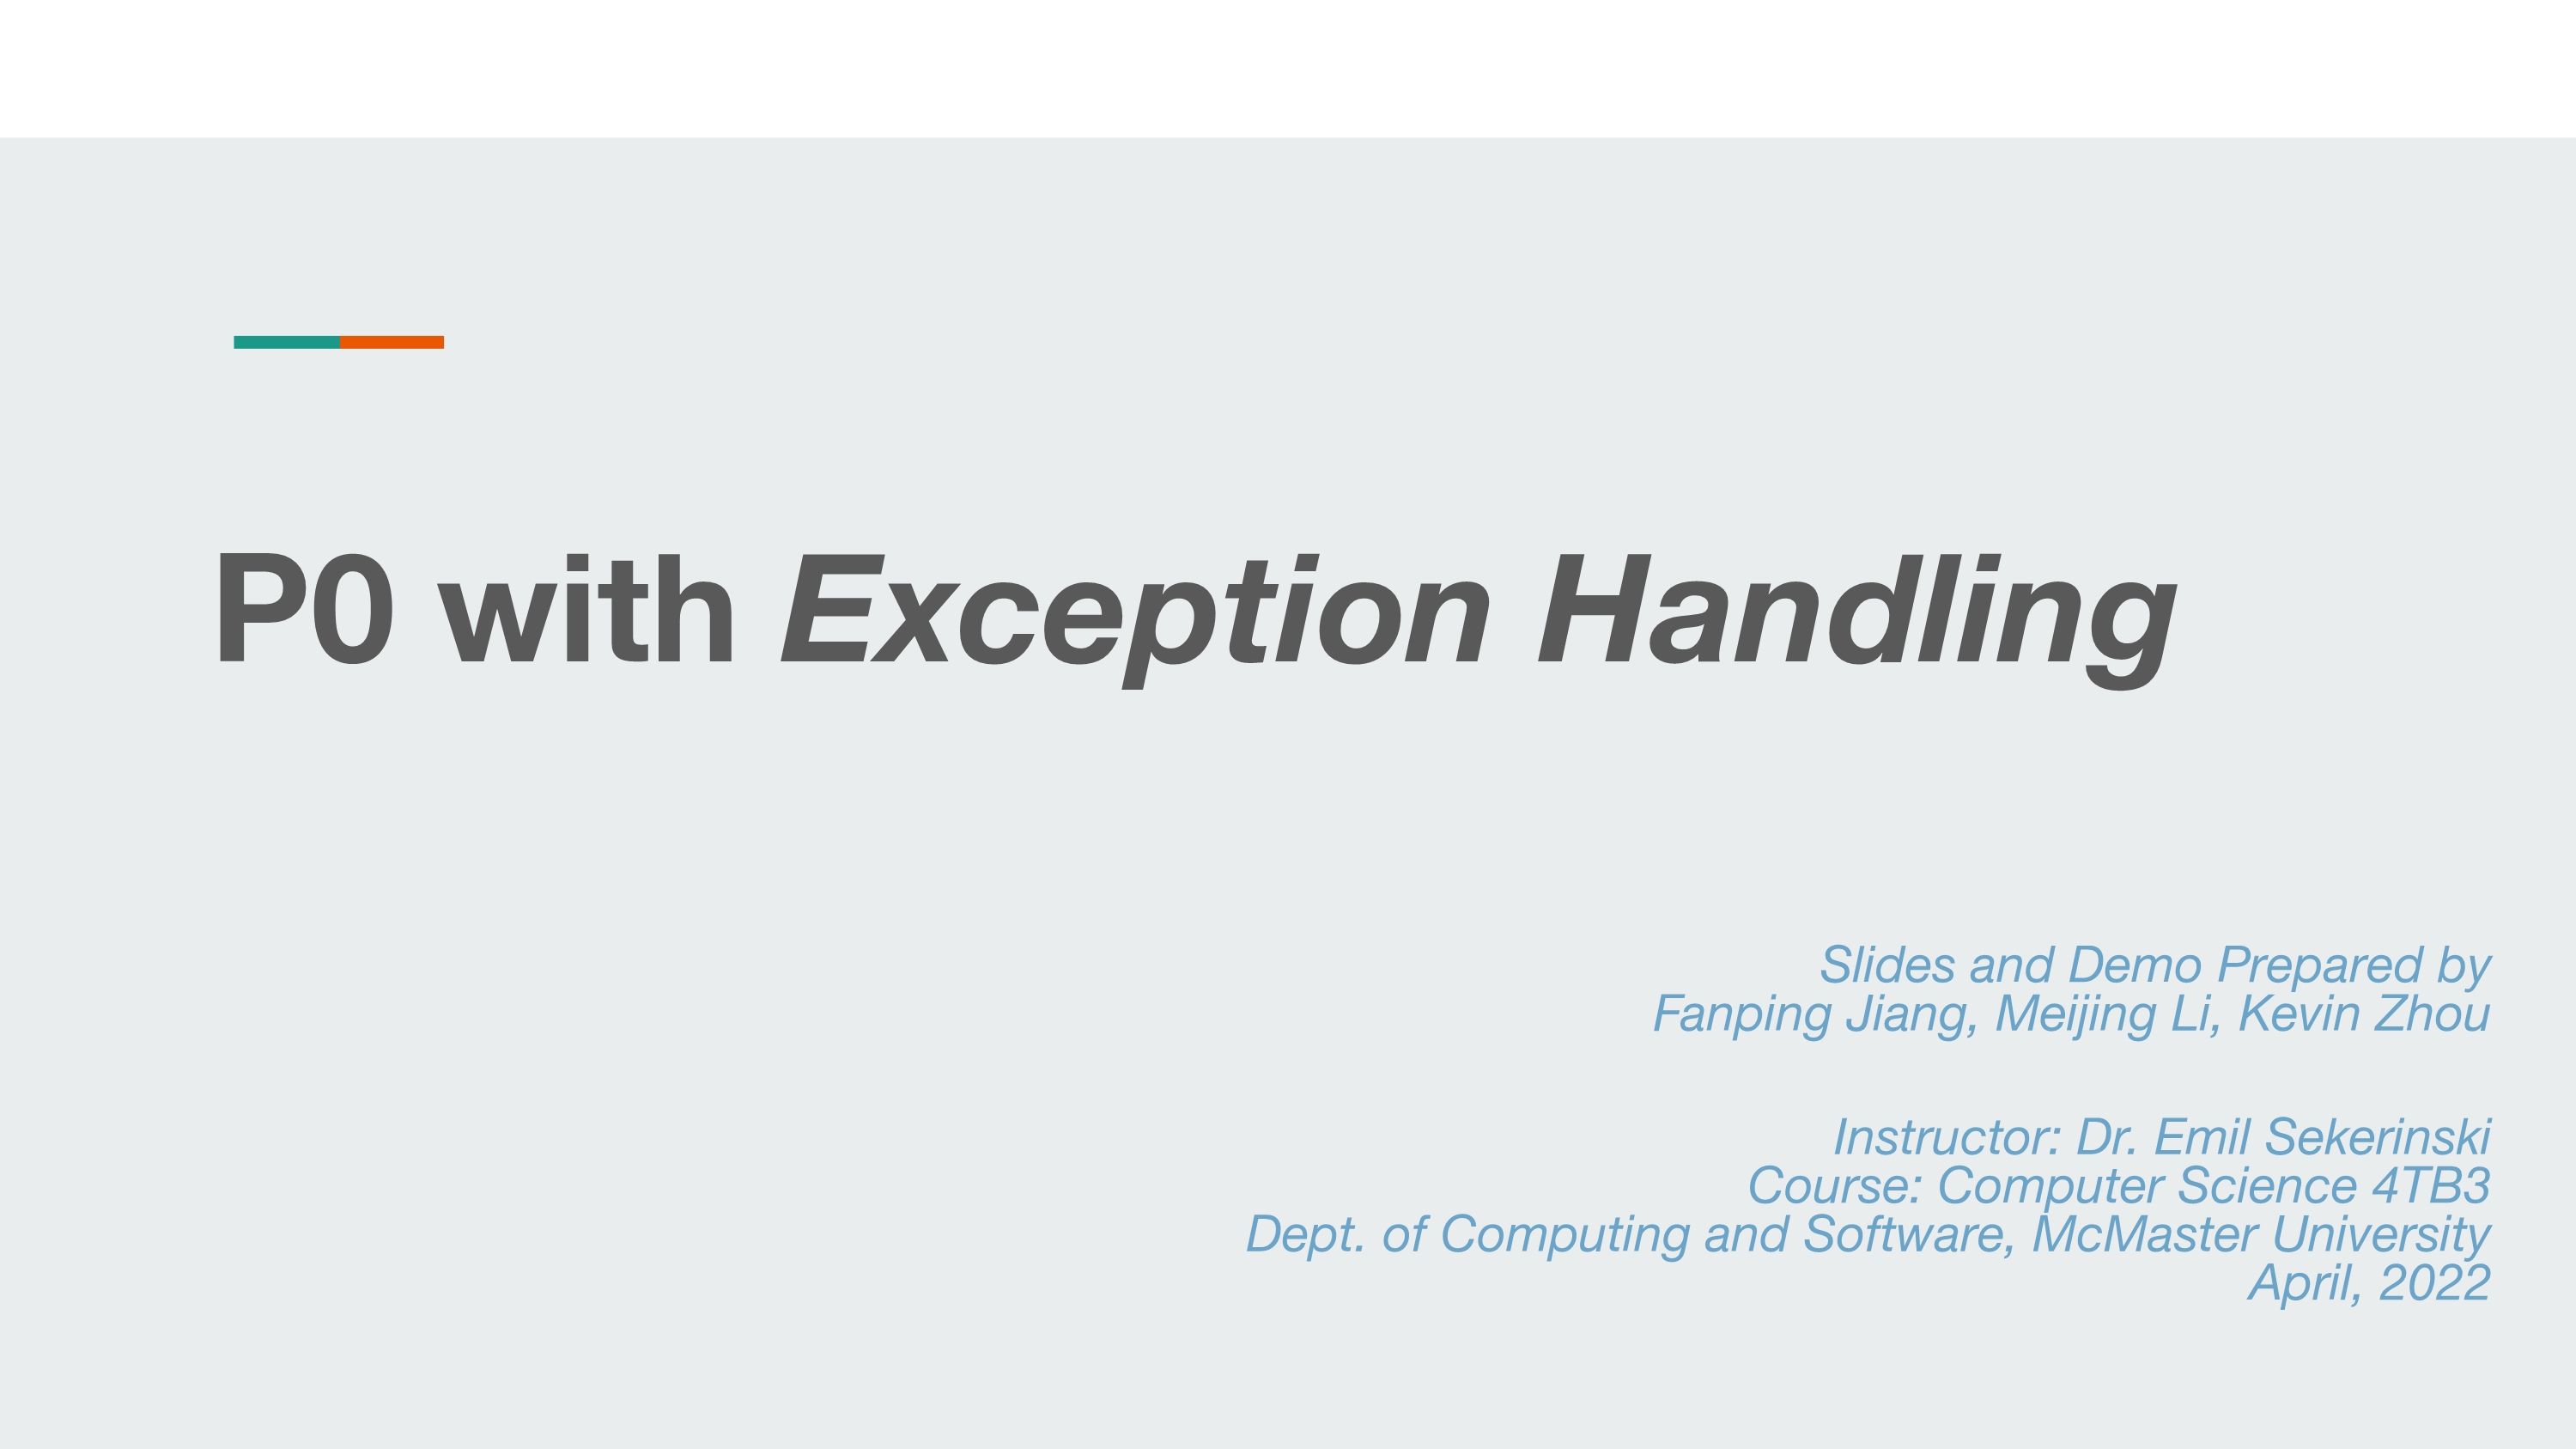 P0 with Exception Handling
Slides and Demo Prepared by
Fanping Jiang, Meijing Li, Kevin Zhou
Instructor: Dr. Emil Sekerinski
Course: Computer Science 4TB3
Dept. of Computing and Software, McMaster University
April, 2022